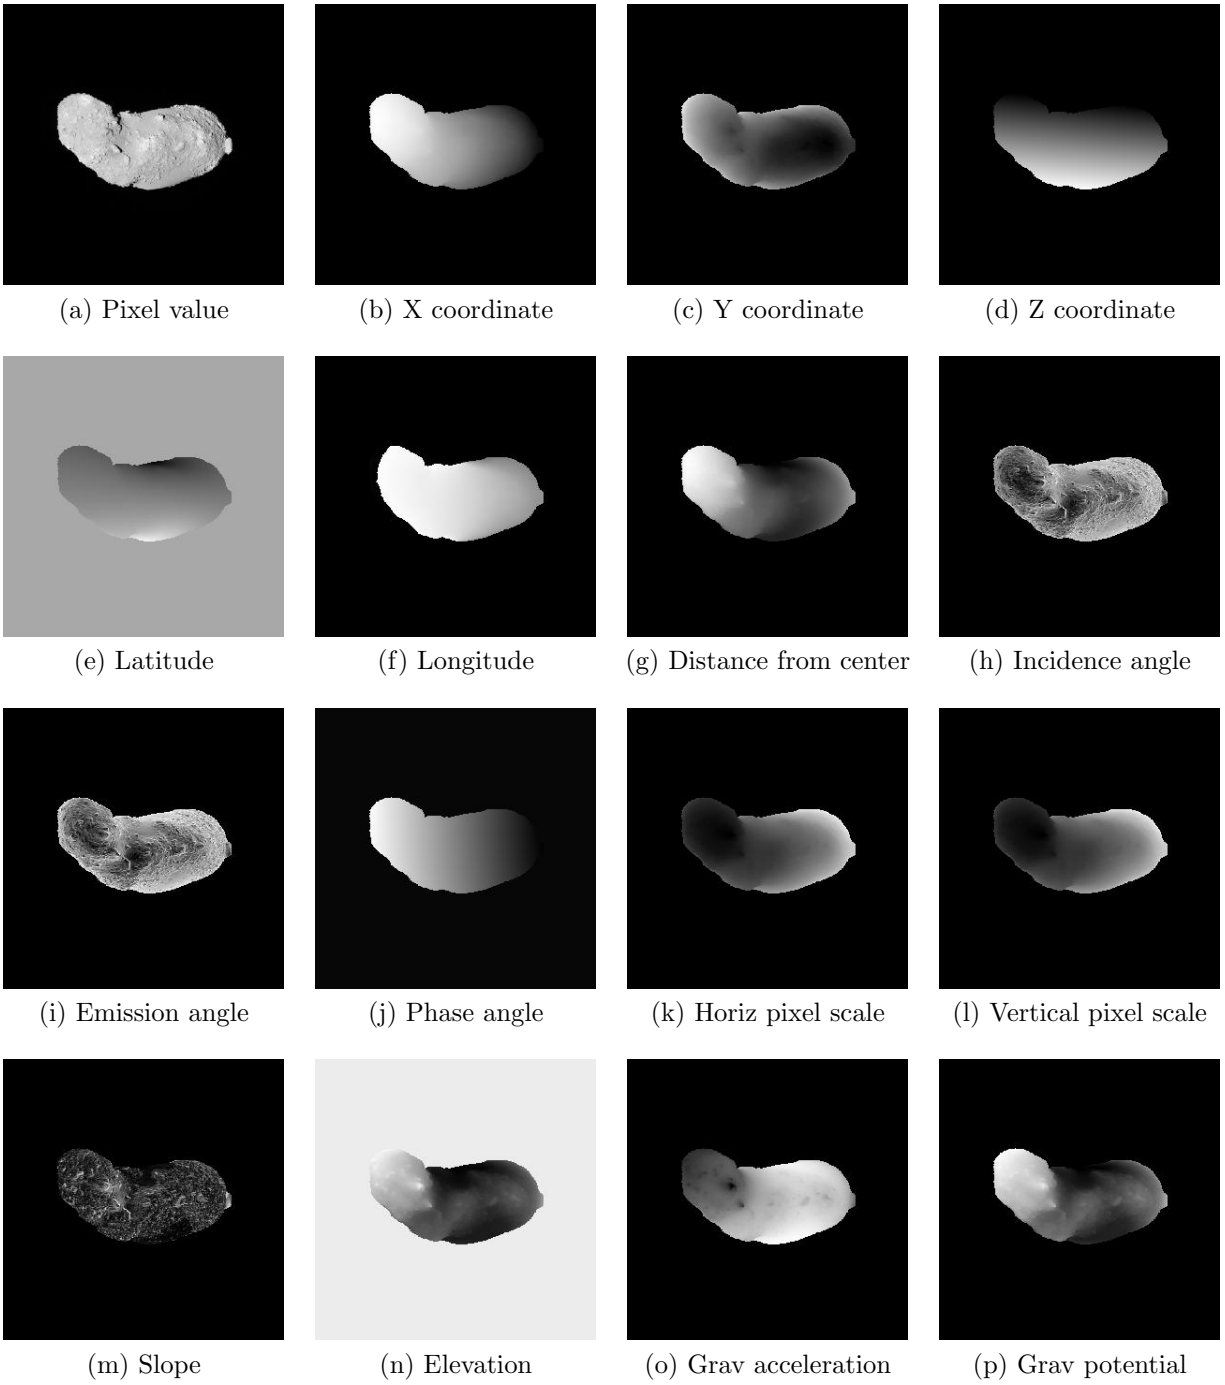 (a) Pixel value
(b) X coordinate
(c) Y coordinate
(d) Z coordinate
(e) Latitude
(f) Longitude
(g) Distance from center
(h) Incidence angle
(i) Emission angle
(j) Phase angle
(k) Horiz pixel scale
(l) Vertical pixel scale
(m) Slope
(n) Elevation
(o) Grav acceleration
(p) Grav potential